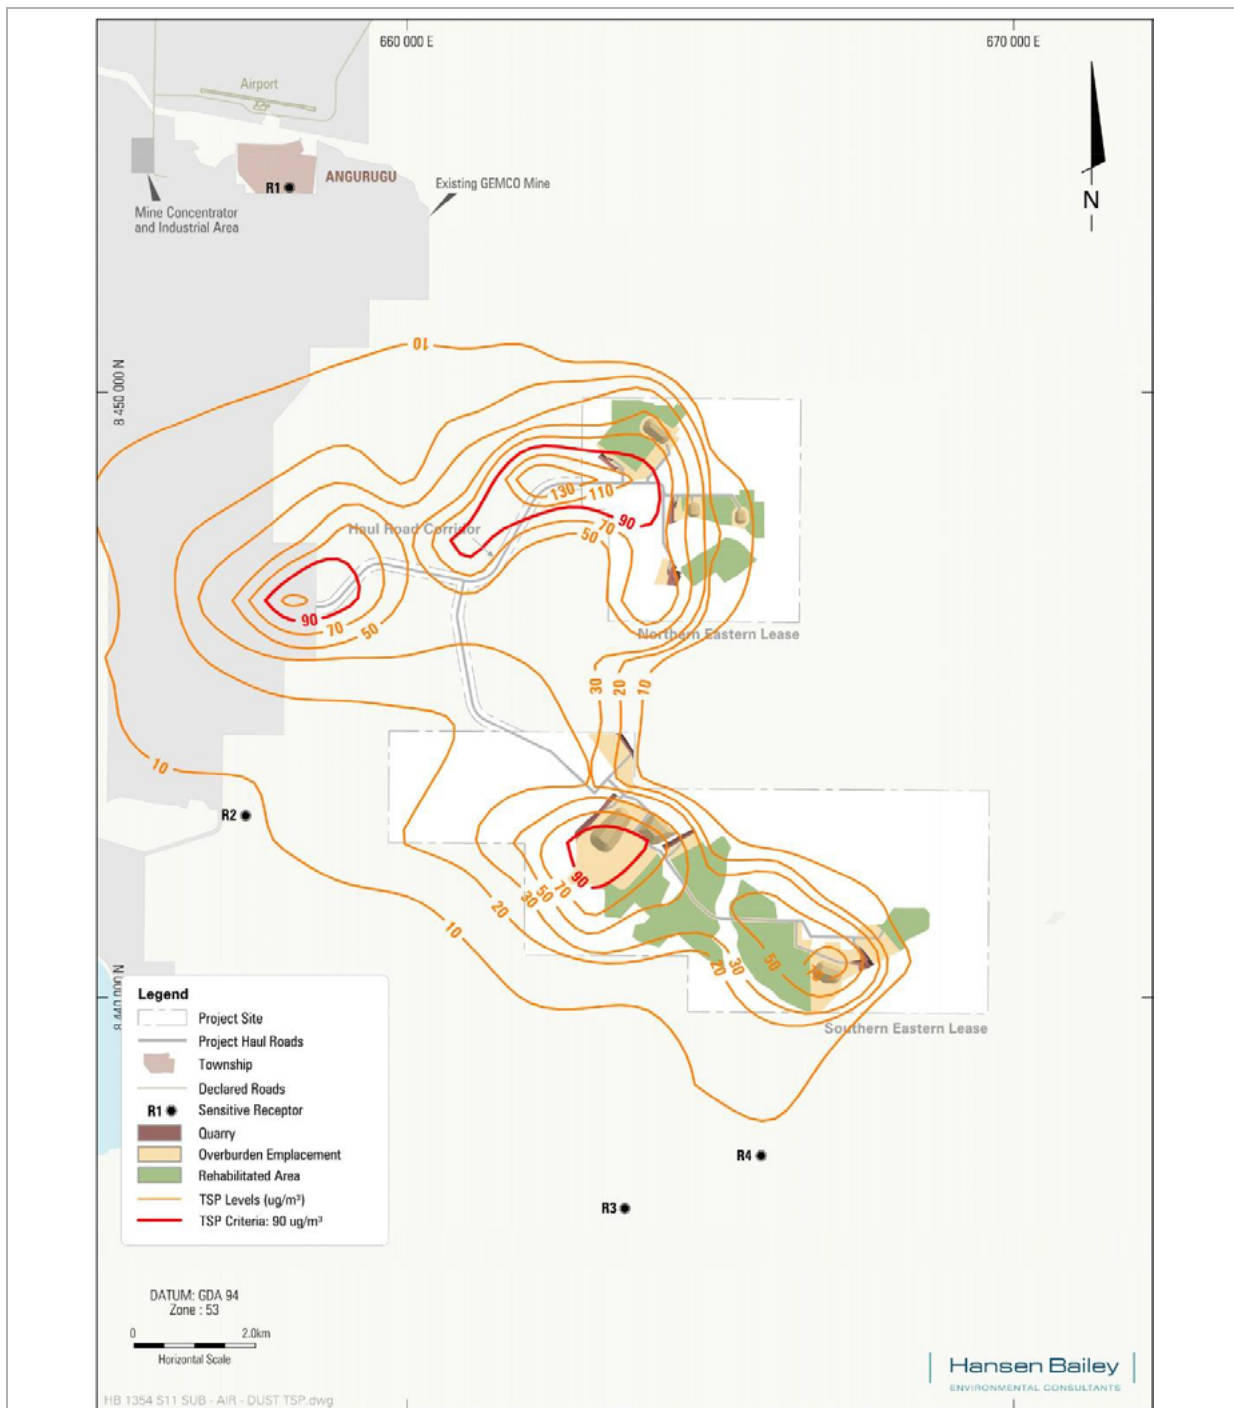 660 000 E
670 000 E
Airport
R1
ANGURUGU
Existing GEMCO Mine
Mine Concentrator
and Industrial Area
N
10
8 450 000 N
130
110
90
Haul Road Corridor
70
50
90
70
50
Northern Eastern Lease
30
20
10
10
R2
90
70
50
30
20
10
50
70
30
20
8 440 000 N
Southern Eastern Lease
Legend
Project Site
Project Haul Roads
Township
Declared Roads
R1
Sensitive Receptor
Quarry
Overburden Emplacement
Rehabilitated Area
TSP Levels (ug/m³)
TSP Criteria: 90 ug/m³
R4
R3
DATUM: GDA 94
Zone : 53
0 2.0km
Horizontal Scale
Hansen Bailey
ENVIRONMENTAL CONSULTANTS
HB 1354 S11 SUB - AIR - DUST TSP.dwg